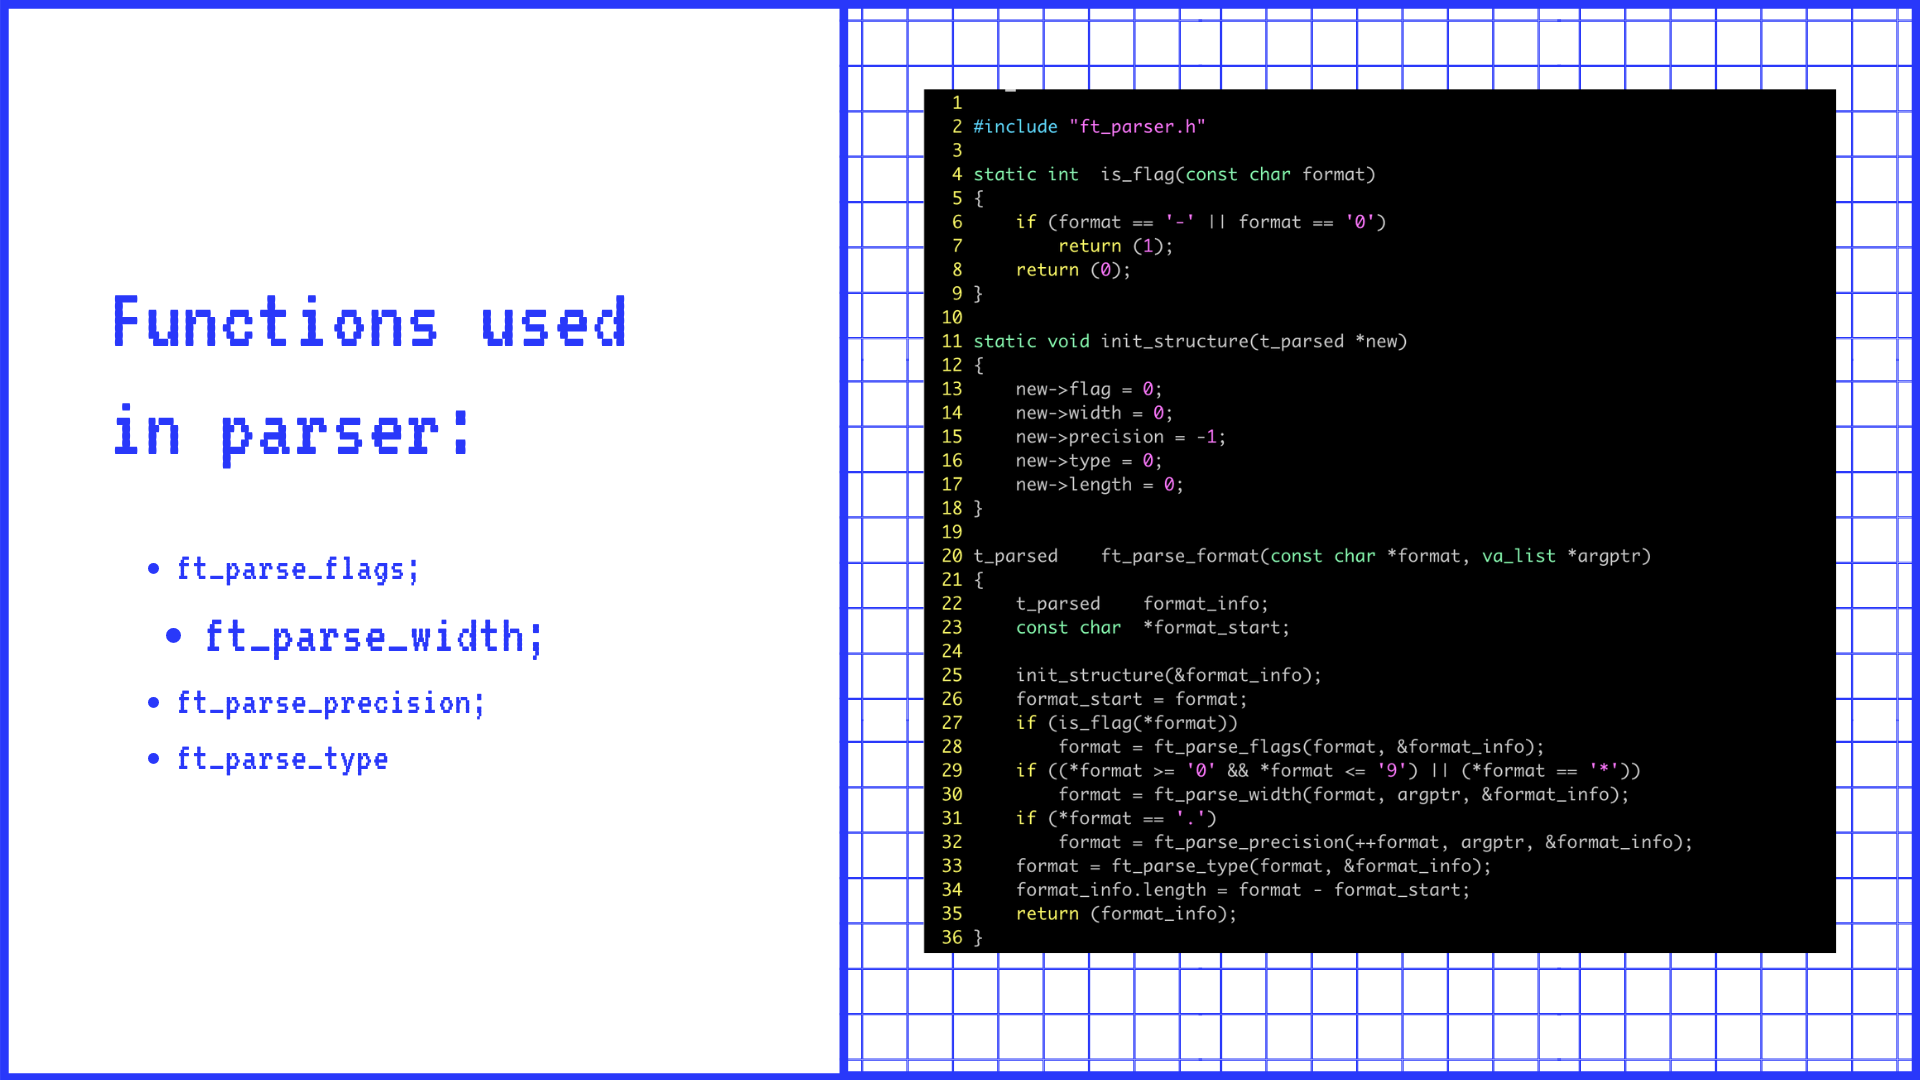 Functions used
in parser:
• ft_parse_flags;
• ft_parse_width;
• ft_parse_precision;
• ft_parse_type
1
2 #include "ft_parser.h"
3
4 static int  is_flag(const char format)
5 {
6     if (format == '-' || format == '0')
7         return (1);
8     return (0);
9 }
10
11 static void init_structure(t_parsed *new)
12 {
13     new->flag = 0;
14     new->width = 0;
15     new->precision = -1;
16     new->type = 0;
17     new->length = 0;
18 }
19
20 t_parsed    ft_parse_format(const char *format, va_list *argptr)
21 {
22     t_parsed    format_info;
23     const char  *format_start;
24
25     init_structure(&format_info);
26     format_start = format;
27     if (is_flag(*format))
28         format = ft_parse_flags(format, &format_info);
29     if ((*format >= '0' && *format <= '9') || (*format == '*'))
30         format = ft_parse_width(format, argptr, &format_info);
31     if (*format == '.')
32         format = ft_parse_precision(++format, argptr, &format_info);
33     format = ft_parse_type(format, &format_info);
34     format_info.length = format - format_start;
35     return (format_info);
36 }